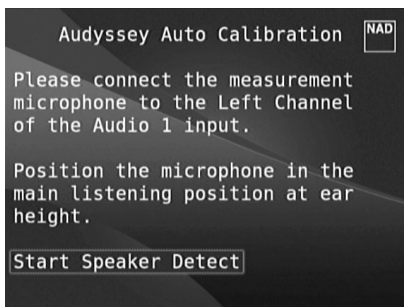 Audyssey Auto Calibration
NAD
Please connect the measurement
microphone to the Left Channel
of the Audio 1 input.
Position the microphone in the
main listening position at ear
height.
Start Speaker Detect